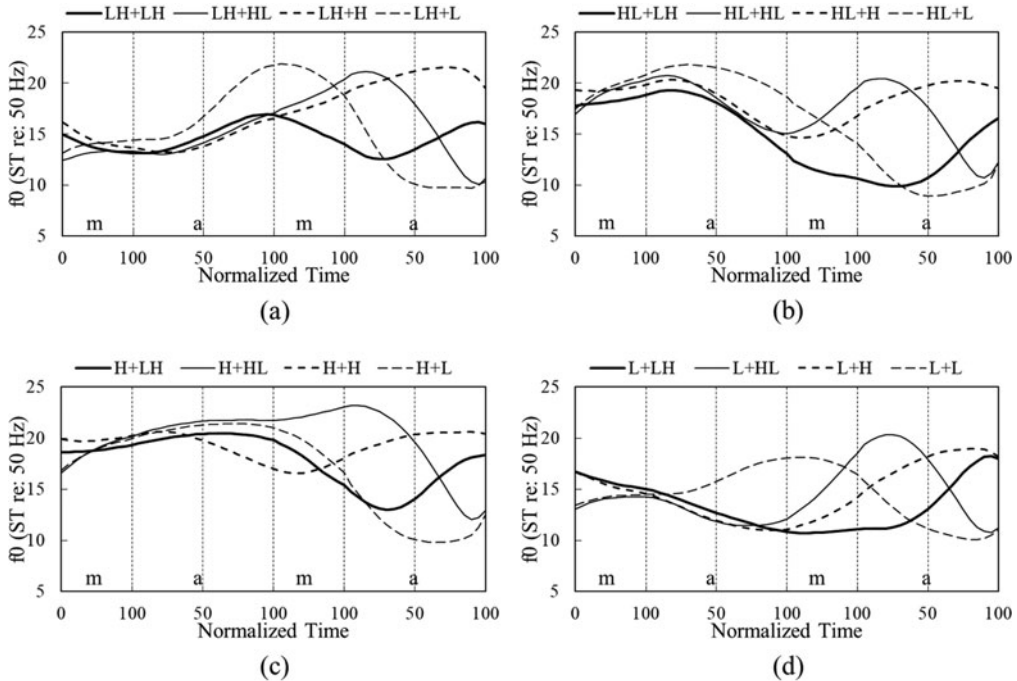 LH+LH LH+HL LH+H LH+L
25
20
15
10
5
f0 (ST re: 50 Hz)
m a m a
0 100 50 100 100 50 100
Normalized Time
(a)
HL+LH HL+HL HL+H HL+L
25
20
15
10
5
f0 (ST re: 50 Hz)
m a m a
0 100 50 100 100 50 100
Normalized Time
(b)
H+LH H+HL H+H H+L
25
20
15
10
5
f0 (ST re: 50 Hz)
m a m a
0 100 50 100 100 50 100
Normalized Time
(c)
L+LH L+HL L+H L+L
25
20
15
10
5
f0 (ST re: 50 Hz)
m a m a
0 100 50 100 100 50 100
Normalized Time
(d)